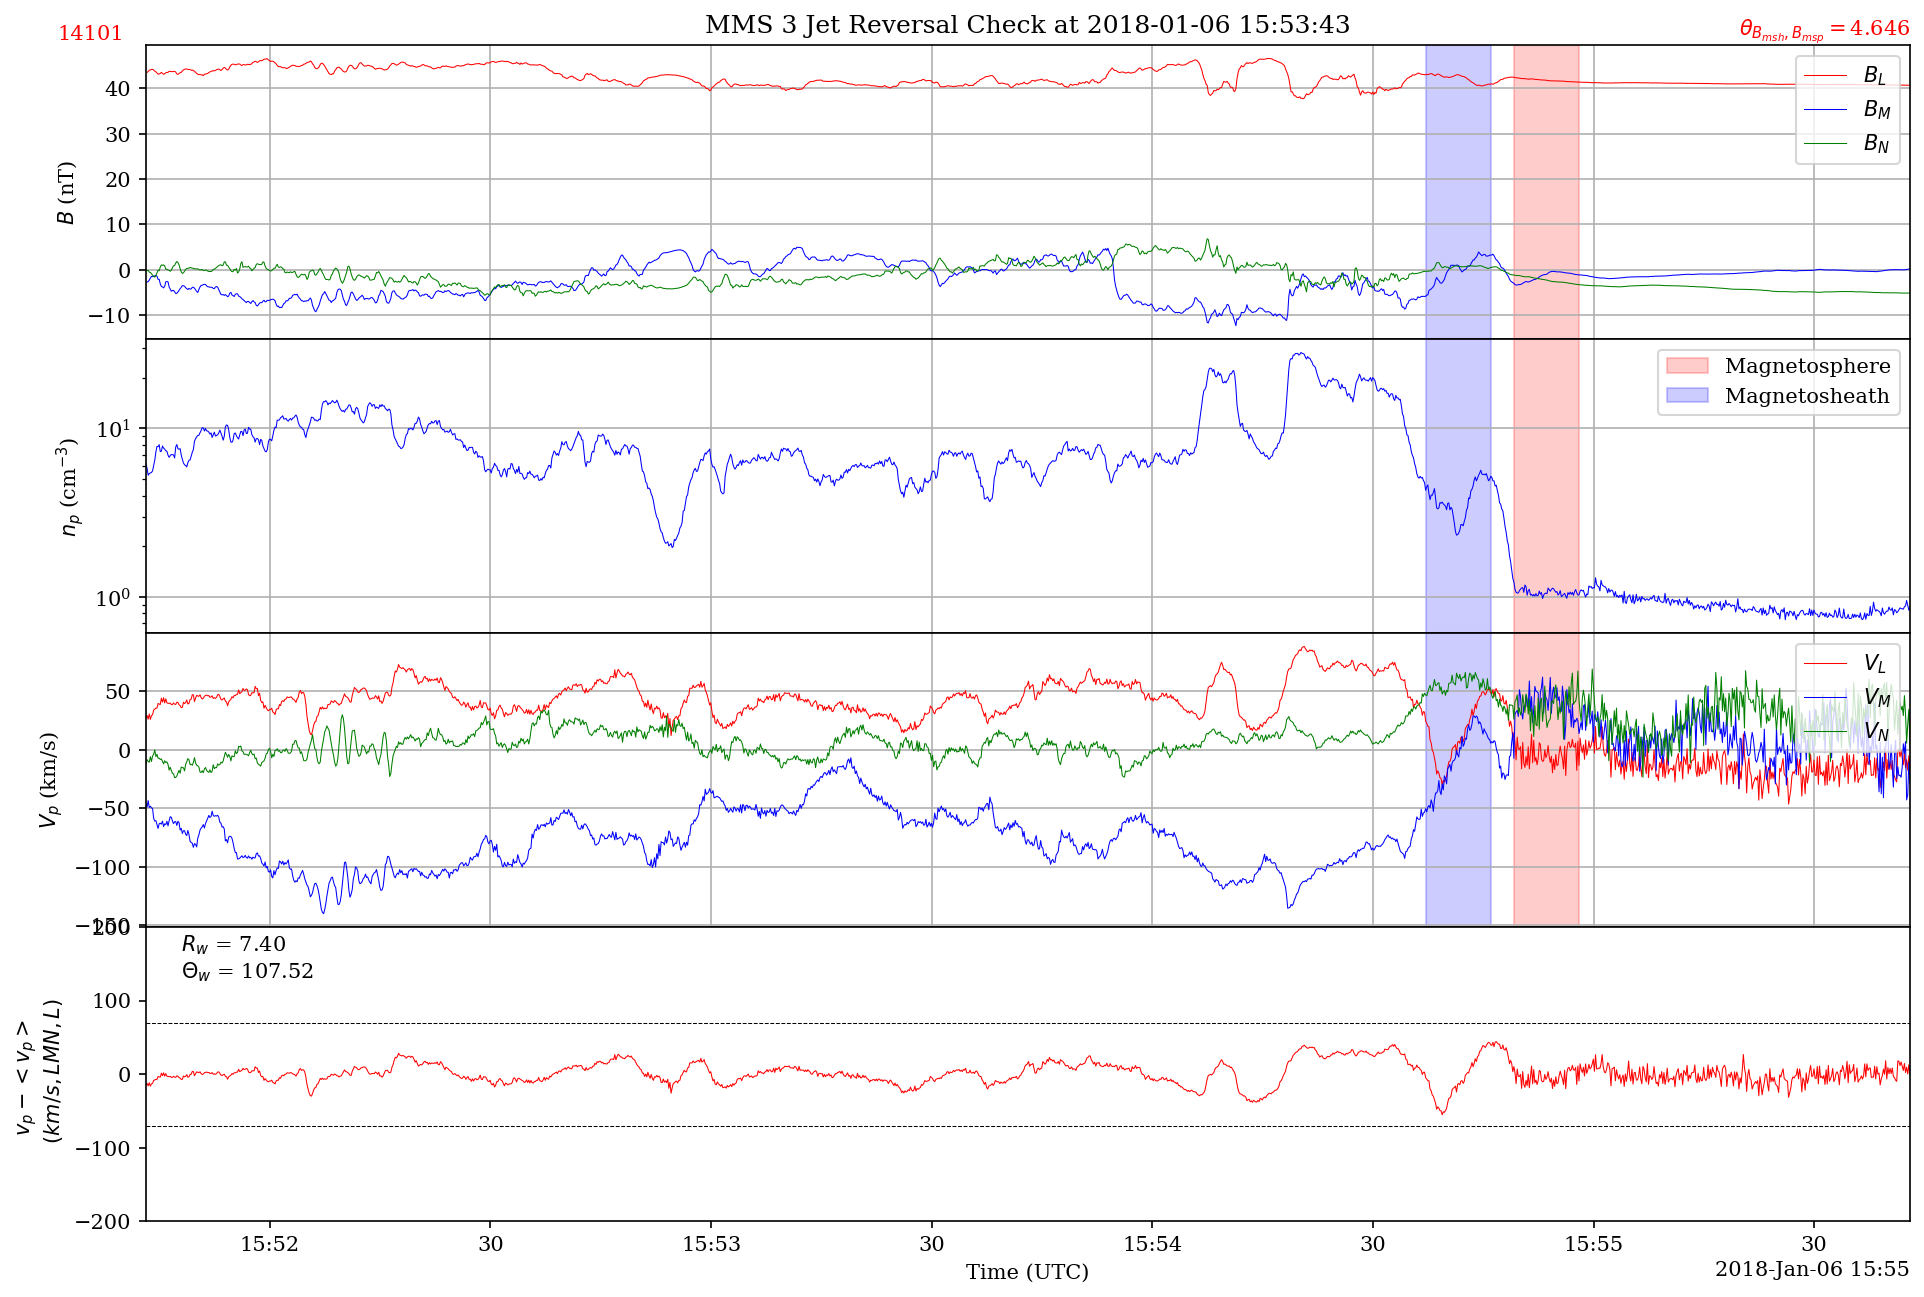 14101
MMS 3 Jet Reversal Check at 2018-01-06 15:53:43
θ_{B_{msh}, B_{msp}} = 4.646
B (nT)
40
30
20
10
0
−10
B_L
B_M
B_N
n_p (cm^{−3})
10^1
10^0
Magnetosphere
Magnetosheath
V_p (km/s)
50
0
−50
−100
−150
V_L
V_M
V_N
v_p − <v_p>
(km/s, LMN, L)
200
100
0
−100
−200
R_w = 7.40
Θ_w = 107.52
15:52
30
15:53
30
15:54
30
15:55
30
Time (UTC)
2018-Jan-06 15:55